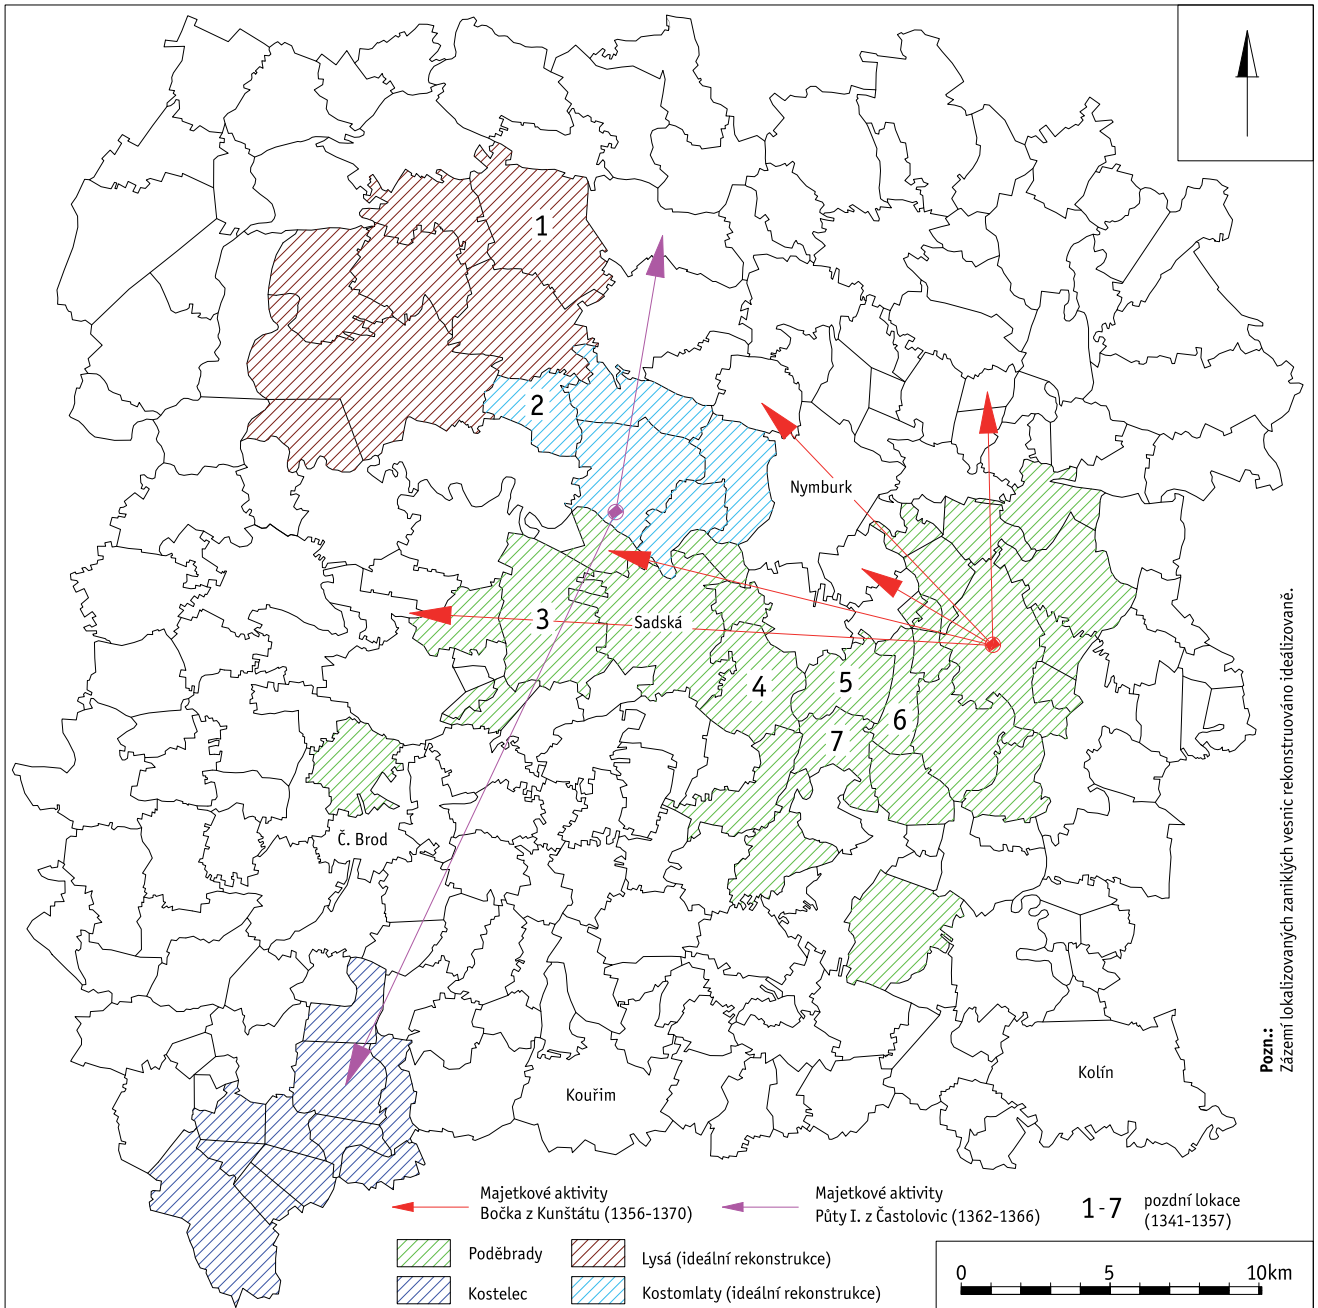 1
2
Nymburk
3
Sadská
4
5
6
7
Č. Brod
Kouřim
Kolín
Pozn.:
Zázemí lokalizovaných zaniklých vesnic rekonstruováno ideálizovaně.
Majetkové aktivity
Bočka z Kunštátu (1356-1370)
Majetkové aktivity
Půty I. z Častolovic (1362-1366)
1-7 pozdní lokace
(1341-1357)
Poděbrady
Lysá (ideální rekonstrukce)
Kostelec
Kostomlaty (ideální rekonstrukce)
0 5 10km